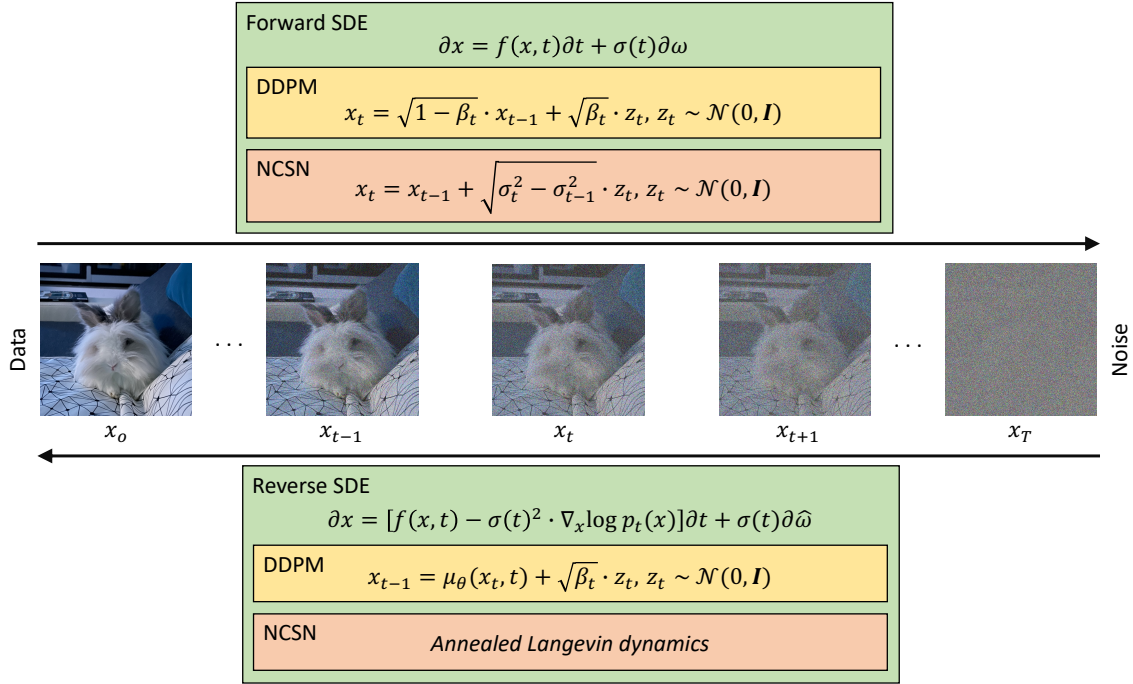 Forward SDE
∂x = f(x, t)∂t + σ(t)∂ω
DDPM
x_t = √(1 − β_t) · x_{t−1} + √(β_t) · z_t, z_t ~ 𝒩(0, I)
NCSN
x_t = x_{t−1} + √(σ_t^2 − σ_{t−1}^2) · z_t, z_t ~ 𝒩(0, I)
Data
. . .
. . .
Noise
x_o
x_{t−1}
x_t
x_{t+1}
x_T
Reverse SDE
∂x = [f(x, t) − σ(t)^2 · ∇_x log p_t(x)]∂t + σ(t)∂ω̂
DDPM
x_{t−1} = μ_θ(x_t, t) + √(β_t) · z_t, z_t ~ 𝒩(0, I)
NCSN
Annealed Langevin dynamics